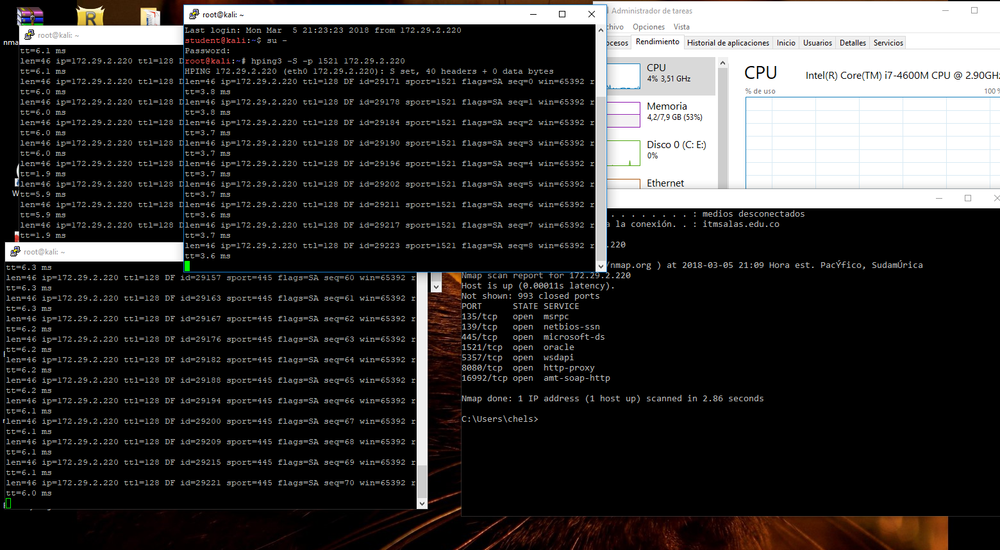 nma
root@kali: ~
tt=6.1 ms
len=46 ip=172.29.2.220 ttl=128 D
tt=6.1 ms
len=46 ip=172.29.2.220 ttl=128 D
tt=6.0 ms
len=46 ip=172.29.2.220 ttl=128 D
tt=6.0 ms
len=46 ip=172.29.2.220 ttl=128 D
tt=6.0 ms
len=46 ip=172.29.2.220 ttl=128 D
tt=6.0 ms
len=46 ip=172.29.2.220 ttl=128 D
tt=1.9 ms
len=46 ip=172.29.2.220 ttl=128 D
tt=5.9 ms
len=46 ip=172.29.2.220 ttl=128 D
tt=5.9 ms
len=46 ip=172.29.2.220 ttl=128 D
tt=1.9 ms
root@kali: ~
Last login: Mon Mar  5 21:23:23 2018 from 172.29.2.220
student@kali:~$ su -
Password:
root@kali:~# hping3 -S -p 1521 172.29.2.220
HPING 172.29.2.220 (eth0 172.29.2.220): S set, 40 headers + 0 data bytes
len=46 ip=172.29.2.220 ttl=128 DF id=29171 sport=1521 flags=SA seq=0 win=65392 r
tt=3.8 ms
len=46 ip=172.29.2.220 ttl=128 DF id=29178 sport=1521 flags=SA seq=1 win=65392 r
tt=3.8 ms
len=46 ip=172.29.2.220 ttl=128 DF id=29184 sport=1521 flags=SA seq=2 win=65392 r
tt=3.7 ms
len=46 ip=172.29.2.220 ttl=128 DF id=29190 sport=1521 flags=SA seq=3 win=65392 r
tt=3.7 ms
len=46 ip=172.29.2.220 ttl=128 DF id=29196 sport=1521 flags=SA seq=4 win=65392 r
tt=3.7 ms
len=46 ip=172.29.2.220 ttl=128 DF id=29202 sport=1521 flags=SA seq=5 win=65392 r
tt=3.7 ms
len=46 ip=172.29.2.220 ttl=128 DF id=29211 sport=1521 flags=SA seq=6 win=65392 r
tt=3.6 ms
len=46 ip=172.29.2.220 ttl=128 DF id=29217 sport=1521 flags=SA seq=7 win=65392 r
tt=3.7 ms
len=46 ip=172.29.2.220 ttl=128 DF id=29223 sport=1521 flags=SA seq=8 win=65392 r
tt=3.6 ms
Administrador de tareas
chivo Opciones Vista
ocesos Rendimiento Historial de aplicaciones Inicio Usuarios Detalles Servicios
CPU
4% 3,51 GHz
Memoria
4,2/7,9 GB (53%)
Disco 0 (C: E:)
0%
Ethernet
CPU Intel(R) Core(TM) i7-4600M CPU @ 2.90GHz
% de uso 100 %
root@kali: ~
tt=6.3 ms
len=46 ip=172.29.2.220 ttl=128 DF id=29157 sport=445 flags=SA seq=60 win=65392 r
tt=6.3 ms
len=46 ip=172.29.2.220 ttl=128 DF id=29163 sport=445 flags=SA seq=61 win=65392 r
tt=6.3 ms
len=46 ip=172.29.2.220 ttl=128 DF id=29167 sport=445 flags=SA seq=62 win=65392 r
tt=6.2 ms
len=46 ip=172.29.2.220 ttl=128 DF id=29176 sport=445 flags=SA seq=63 win=65392 r
tt=6.2 ms
len=46 ip=172.29.2.220 ttl=128 DF id=29182 sport=445 flags=SA seq=64 win=65392 r
tt=6.2 ms
len=46 ip=172.29.2.220 ttl=128 DF id=29188 sport=445 flags=SA seq=65 win=65392 r
tt=6.2 ms
len=46 ip=172.29.2.220 ttl=128 DF id=29194 sport=445 flags=SA seq=66 win=65392 r
tt=6.1 ms
len=46 ip=172.29.2.220 ttl=128 DF id=29200 sport=445 flags=SA seq=67 win=65392 r
tt=6.1 ms
len=46 ip=172.29.2.220 ttl=128 DF id=29209 sport=445 flags=SA seq=68 win=65392 r
tt=6.1 ms
len=46 ip=172.29.2.220 ttl=128 DF id=29215 sport=445 flags=SA seq=69 win=65392 r
tt=6.1 ms
len=46 ip=172.29.2.220 ttl=128 DF id=29221 sport=445 flags=SA seq=70 win=65392 r
tt=6.0 ms
. . . . . . . . : medios desconectados
a la conexión. . : itmsalas.edu.co
.220
/nmap.org ) at 2018-03-05 21:09 Hora est. PacÝfico, SudamÚrica
Nmap scan report for 172.29.2.220
Host is up (0.00011s latency).
Not shown: 993 closed ports
PORT      STATE SERVICE
135/tcp   open  msrpc
139/tcp   open  netbios-ssn
445/tcp   open  microsoft-ds
1521/tcp  open  oracle
5357/tcp  open  wsdapi
8080/tcp  open  http-proxy
16992/tcp open  amt-soap-http
Nmap done: 1 IP address (1 host up) scanned in 2.86 seconds
C:\Users\chels>